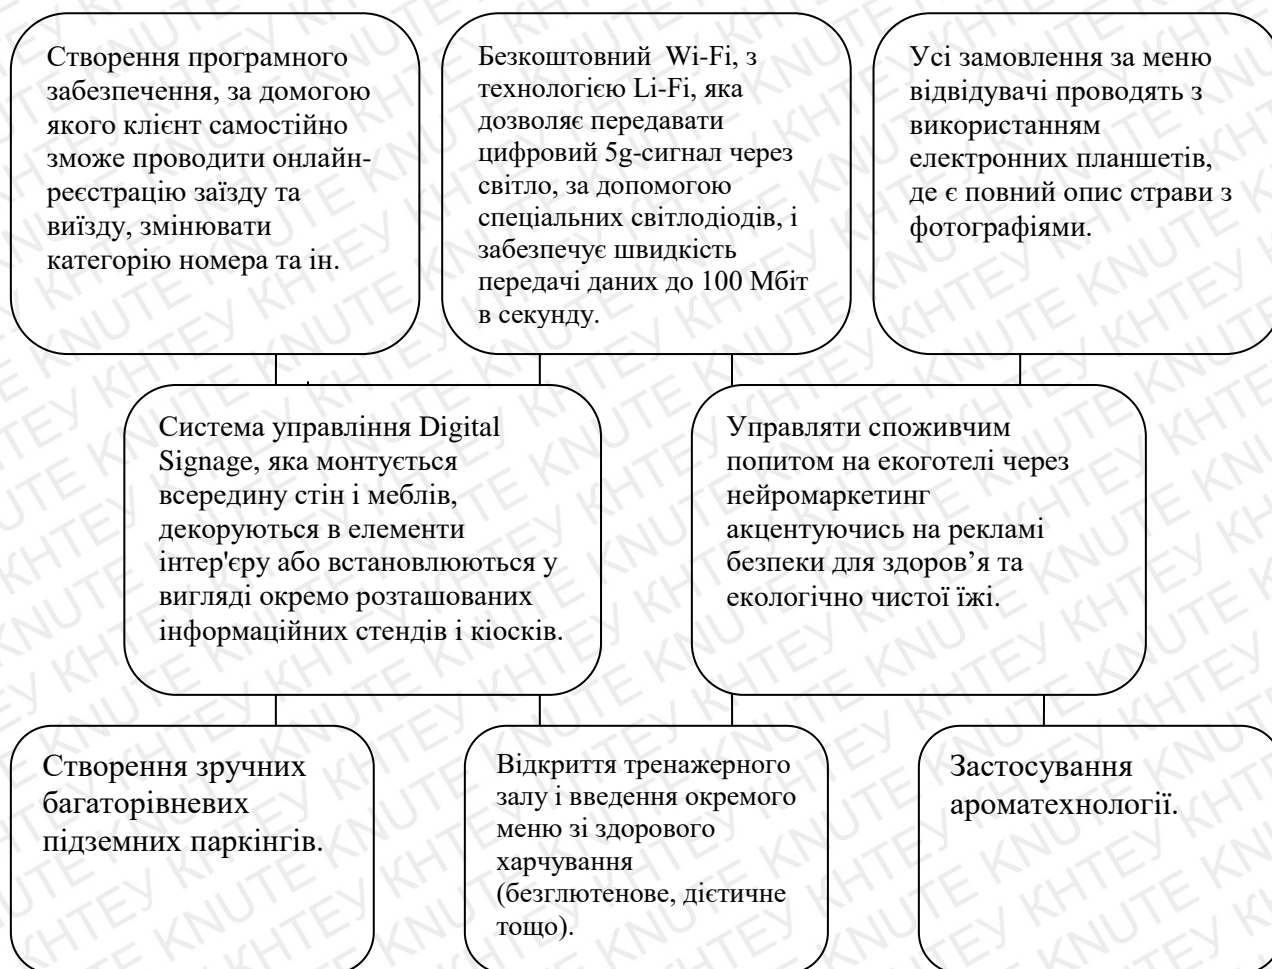 Створення програмного
забезпечення, за домогою
якого клієнт самостійно
зможе проводити онлайн-
реєстрацію заїзду та
виїзду, змінювати
категорію номера та ін.
Безкоштовний Wi-Fi, з
технологією Li-Fi, яка
дозволяє передавати
цифровий 5g-сигнал через
світло, за допомогою
спеціальних світлодіодів, і
забезпечує швидкість
передачі даних до 100 Мбіт
в секунду.
Усі замовлення за меню
відвідувачі проводять з
використанням
електронних планшетів,
де є повний опис страви з
фотографіями.
Система управління Digital
Signage, яка монтується
всередину стін і меблів,
декоруються в елементи
інтер'єру або встановлюються у
вигляді окремо розташованих
інформаційних стендів і кіосків.
Управляти споживчим
попитом на екоготелі через
нейромаркетинг
акцентуючись на рекламі
безпеки для здоров’я та
екологічно чистої їжі.
Створення зручних
багаторівневих
підземних паркінгів.
Відкриття тренажерного
залу і введення окремого
меню зі здорового
харчування
(безглютенове, дієтичне
тощо).
Застосування
ароматехнології.